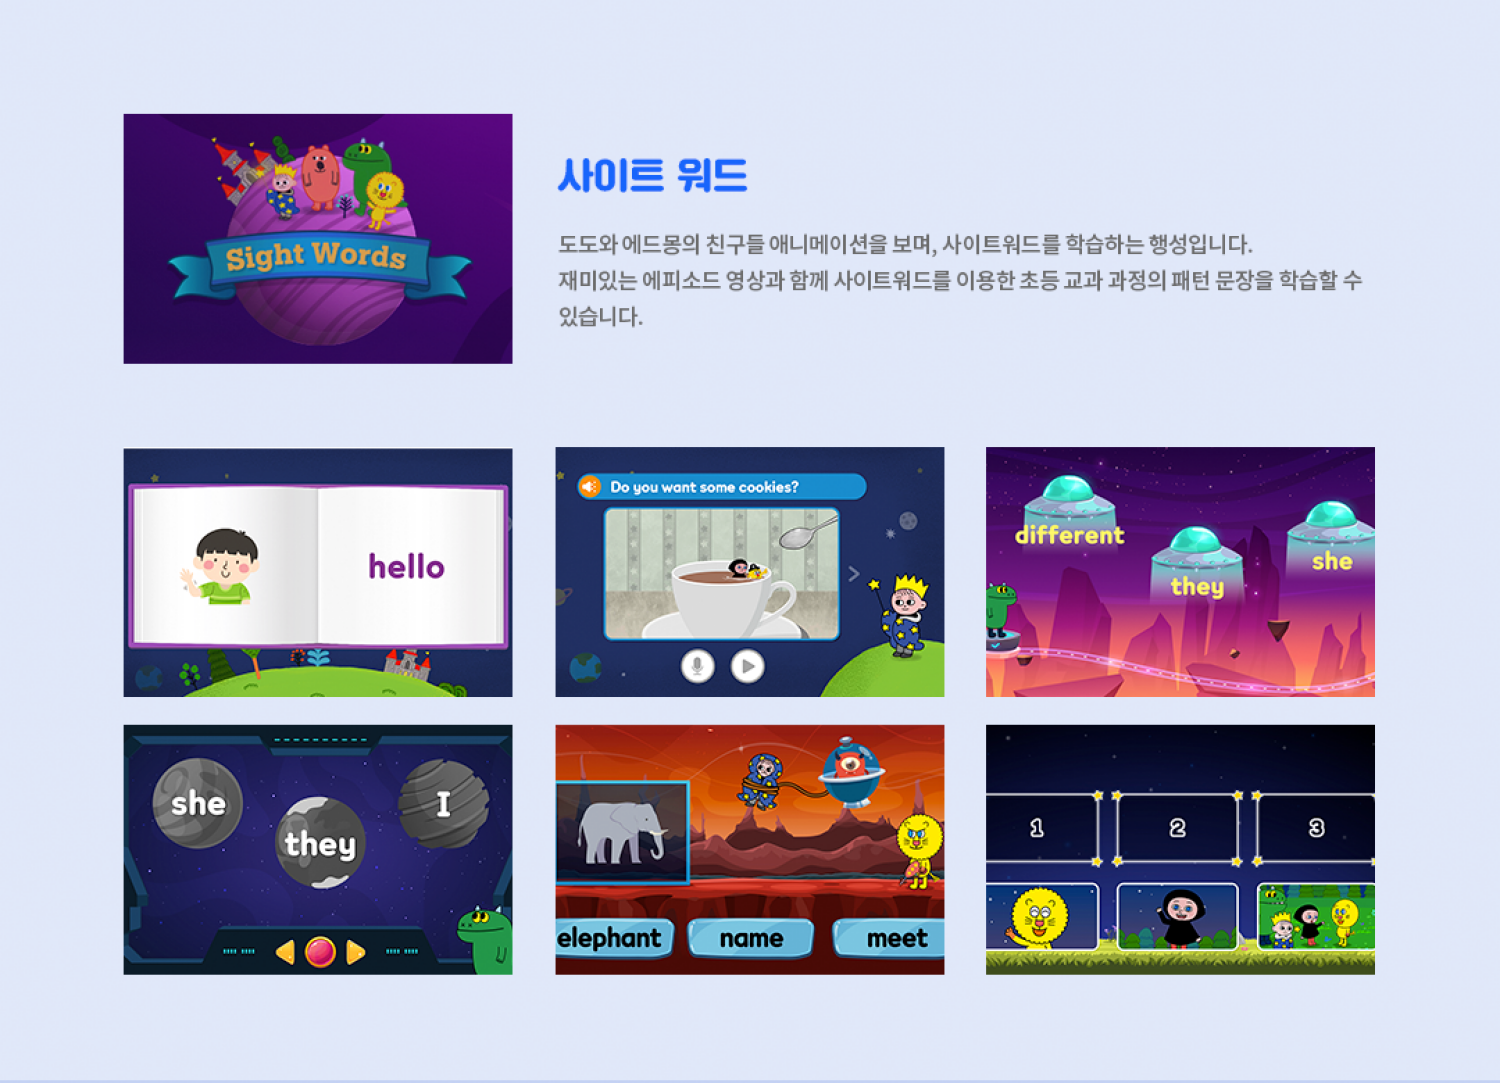 Sight Words
사이트 워드
도도와 에드몽의 친구들 애니메이션을 보며, 사이트워드를 학습하는 행성입니다.
재미있는 에피소드 영상과 함께 사이트워드를 이용한 초등 교과 과정의 패턴 문장을 학습할 수
있습니다.
hello
Do you want some cookies?
different
they
she
she
they
I
elephant
name
meet
1
2
3